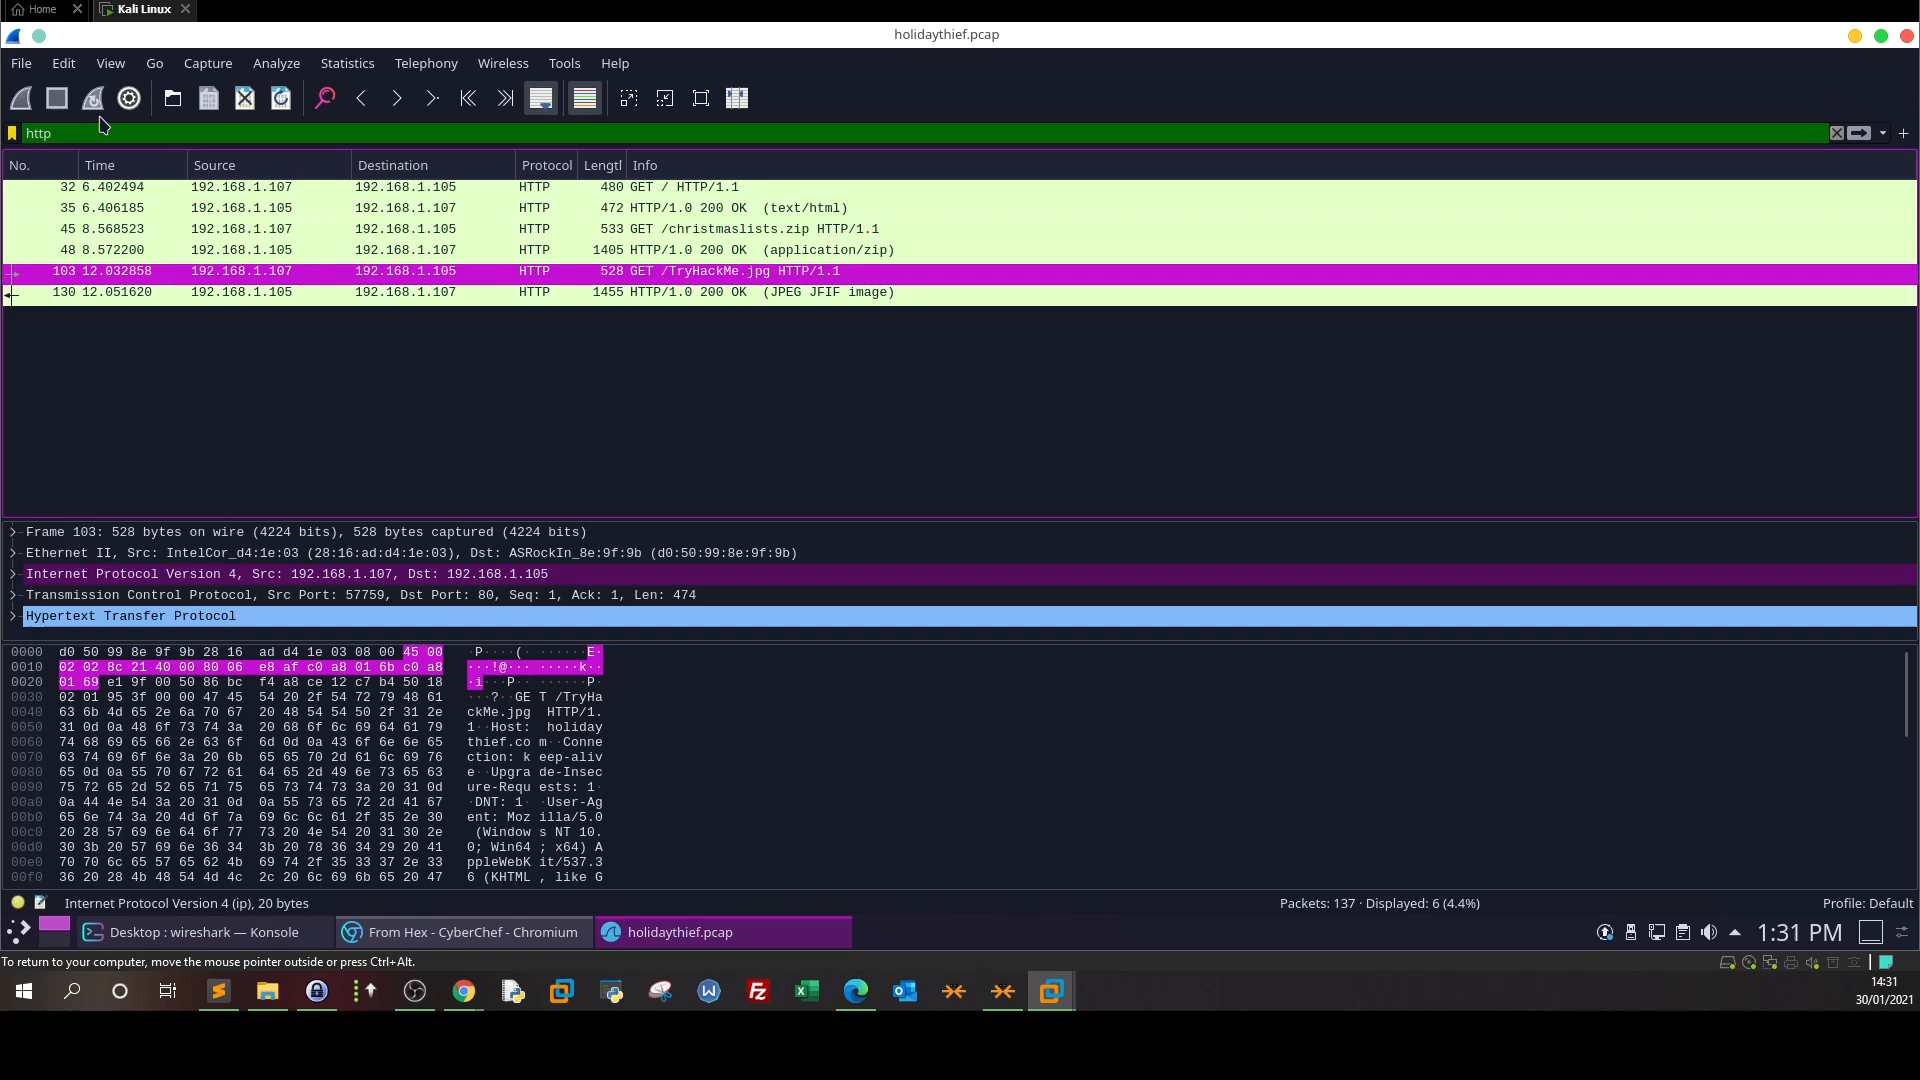 Home
Kali Linux
holidaythief.pcap
File Edit View Go Capture Analyze Statistics Telephony Wireless Tools Help
http
No. Time Source Destination Protocol Lengtl Info
32 6.402494 192.168.1.107 192.168.1.105 HTTP 480 GET / HTTP/1.1
35 6.406185 192.168.1.105 192.168.1.107 HTTP 472 HTTP/1.0 200 OK (text/html)
45 8.568523 192.168.1.107 192.168.1.105 HTTP 533 GET /christmaslists.zip HTTP/1.1
48 8.572200 192.168.1.105 192.168.1.107 HTTP 1405 HTTP/1.0 200 OK (application/zip)
103 12.032858 192.168.1.107 192.168.1.105 HTTP 528 GET /TryHackMe.jpg HTTP/1.1
130 12.051620 192.168.1.105 192.168.1.107 HTTP 1455 HTTP/1.0 200 OK (JPEG JFIF image)
Frame 103: 528 bytes on wire (4224 bits), 528 bytes captured (4224 bits)
Ethernet II, Src: IntelCor_d4:1e:03 (28:16:ad:d4:1e:03), Dst: ASRockIn_8e:9f:9b (d0:50:99:8e:9f:9b)
Internet Protocol Version 4, Src: 192.168.1.107, Dst: 192.168.1.105
Transmission Control Protocol, Src Port: 57759, Dst Port: 80, Seq: 1, Ack: 1, Len: 474
Hypertext Transfer Protocol
0000 d0 50 99 8e 9f 9b 28 16 ad d4 1e 03 08 00 45 00 ·P····(· ······E·
0010 02 02 8c 21 40 00 80 06 e8 af c0 a8 01 6b c0 a8 ···!@··· ·····k··
0020 01 69 e1 9f 00 50 86 bc f4 a8 ce 12 c7 b4 50 18 ·i···P·· ······P·
0030 02 01 95 3f 00 00 47 45 54 20 2f 54 72 79 48 61 ···?··GE T /TryHa
0040 63 6b 4d 65 2e 6a 70 67 20 48 54 54 50 2f 31 2e ckMe.jpg HTTP/1.
0050 31 0d 0a 48 6f 73 74 3a 20 68 6f 6c 69 64 61 79 1··Host: holiday
0060 74 68 69 65 66 2e 63 6f 6d 0d 0a 43 6f 6e 6e 65 thief.co m··Conne
0070 63 74 69 6f 6e 3a 20 6b 65 65 70 2d 61 6c 69 76 ction: k eep-aliv
0080 65 0d 0a 55 70 67 72 61 64 65 2d 49 6e 73 65 63 e··Upgra de-Insec
0090 75 72 65 2d 52 65 71 75 65 73 74 73 3a 20 31 0d ure-Requ ests: 1·
00a0 0a 44 4e 54 3a 20 31 0d 0a 55 73 65 72 2d 41 67 ·DNT: 1· ·User-Ag
00b0 65 6e 74 3a 20 4d 6f 7a 69 6c 6c 61 2f 35 2e 30 ent: Moz illa/5.0
00c0 20 28 57 69 6e 64 6f 77 73 20 4e 54 20 31 30 2e (Window s NT 10.
00d0 30 3b 20 57 69 6e 36 34 3b 20 78 36 34 29 20 41 0; Win64 ; x64) A
00e0 70 70 6c 65 57 65 62 4b 69 74 2f 35 33 37 2e 33 ppleWebK it/537.3
00f0 36 20 28 4b 48 54 4d 4c 2c 20 6c 69 6b 65 20 47 6 (KHTML , like G
Internet Protocol Version 4 (ip), 20 bytes
Packets: 137 · Displayed: 6 (4.4%)
Profile: Default
Desktop : wireshark — Konsole
From Hex - CyberChef - Chromium
holidaythief.pcap
1:31 PM
To return to your computer, move the mouse pointer outside or press Ctrl+Alt.
14:31
30/01/2021